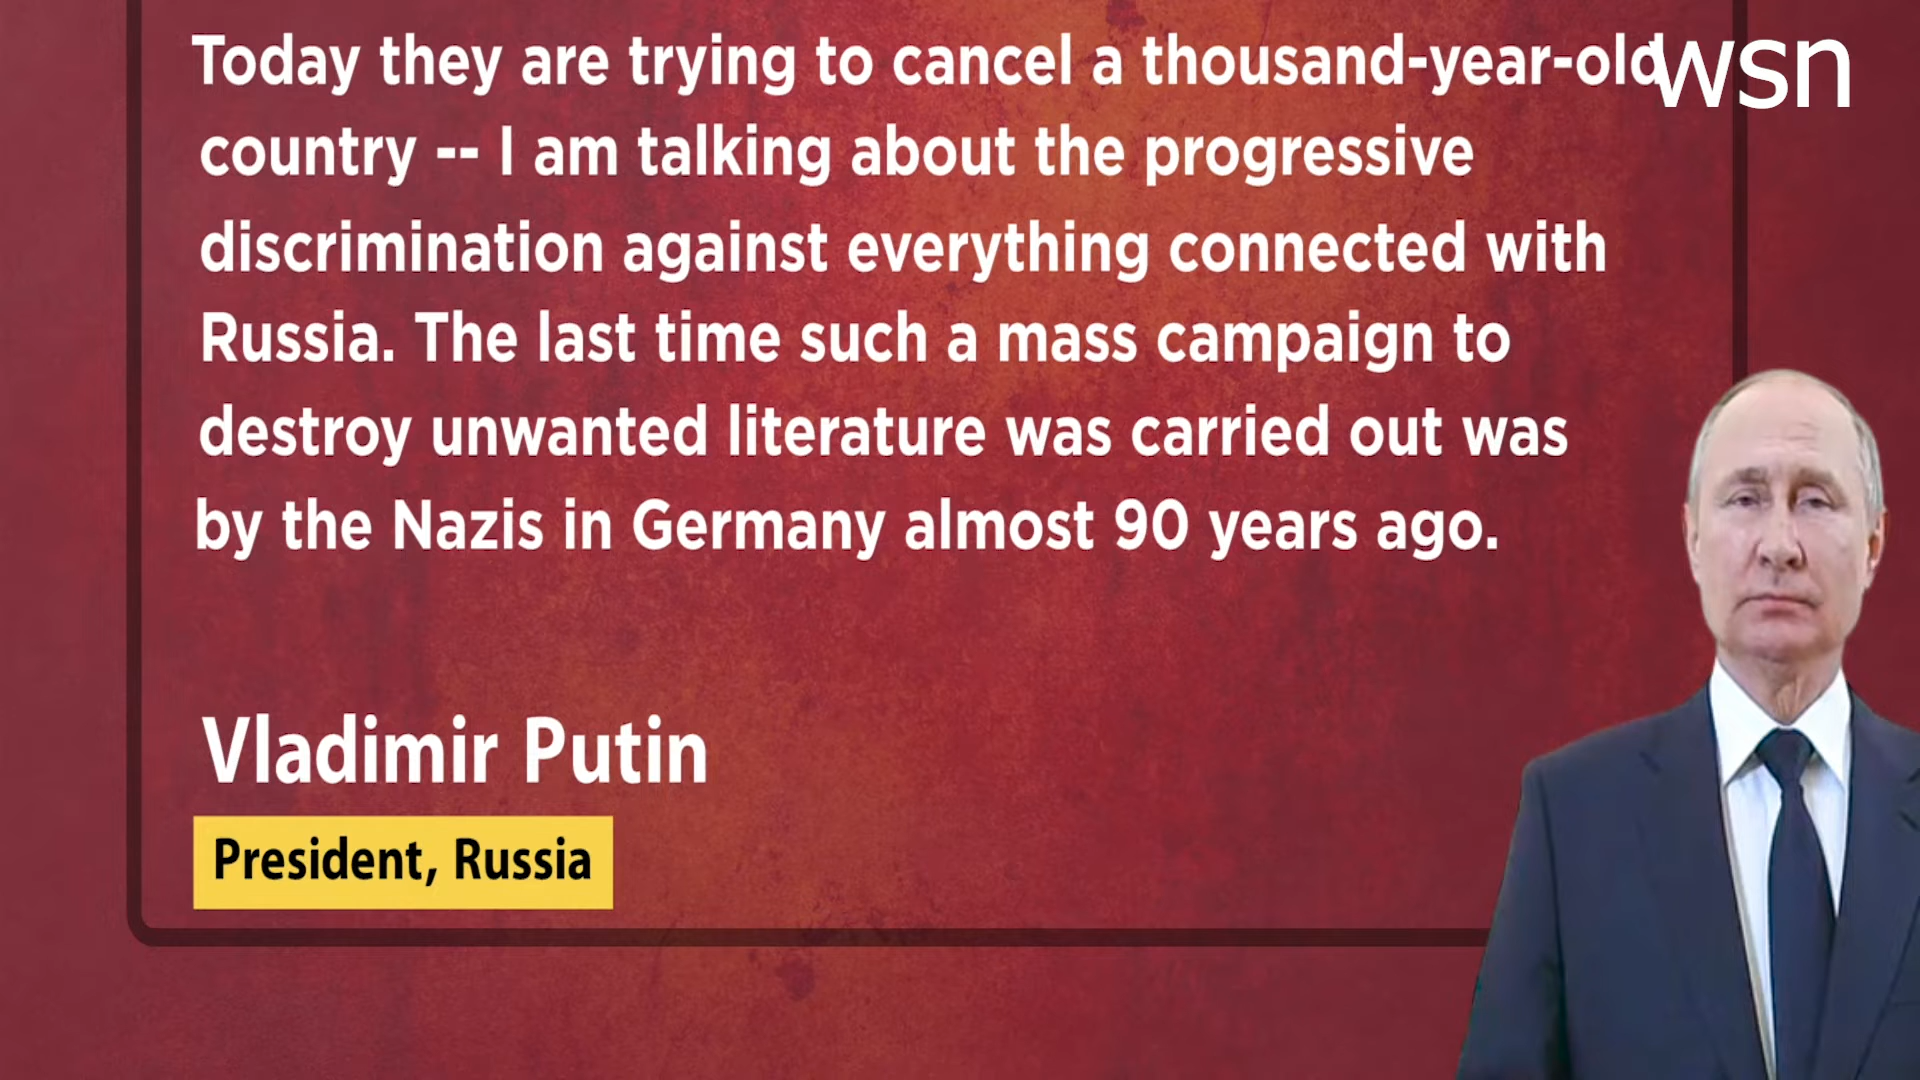 Today they are trying to cancel a thousand-year-old
wsn
country -- I am talking about the progressive
discrimination against everything connected with
Russia. The last time such a mass campaign to
destroy unwanted literature was carried out was
by the Nazis in Germany almost 90 years ago.
Vladimir Putin
President, Russia